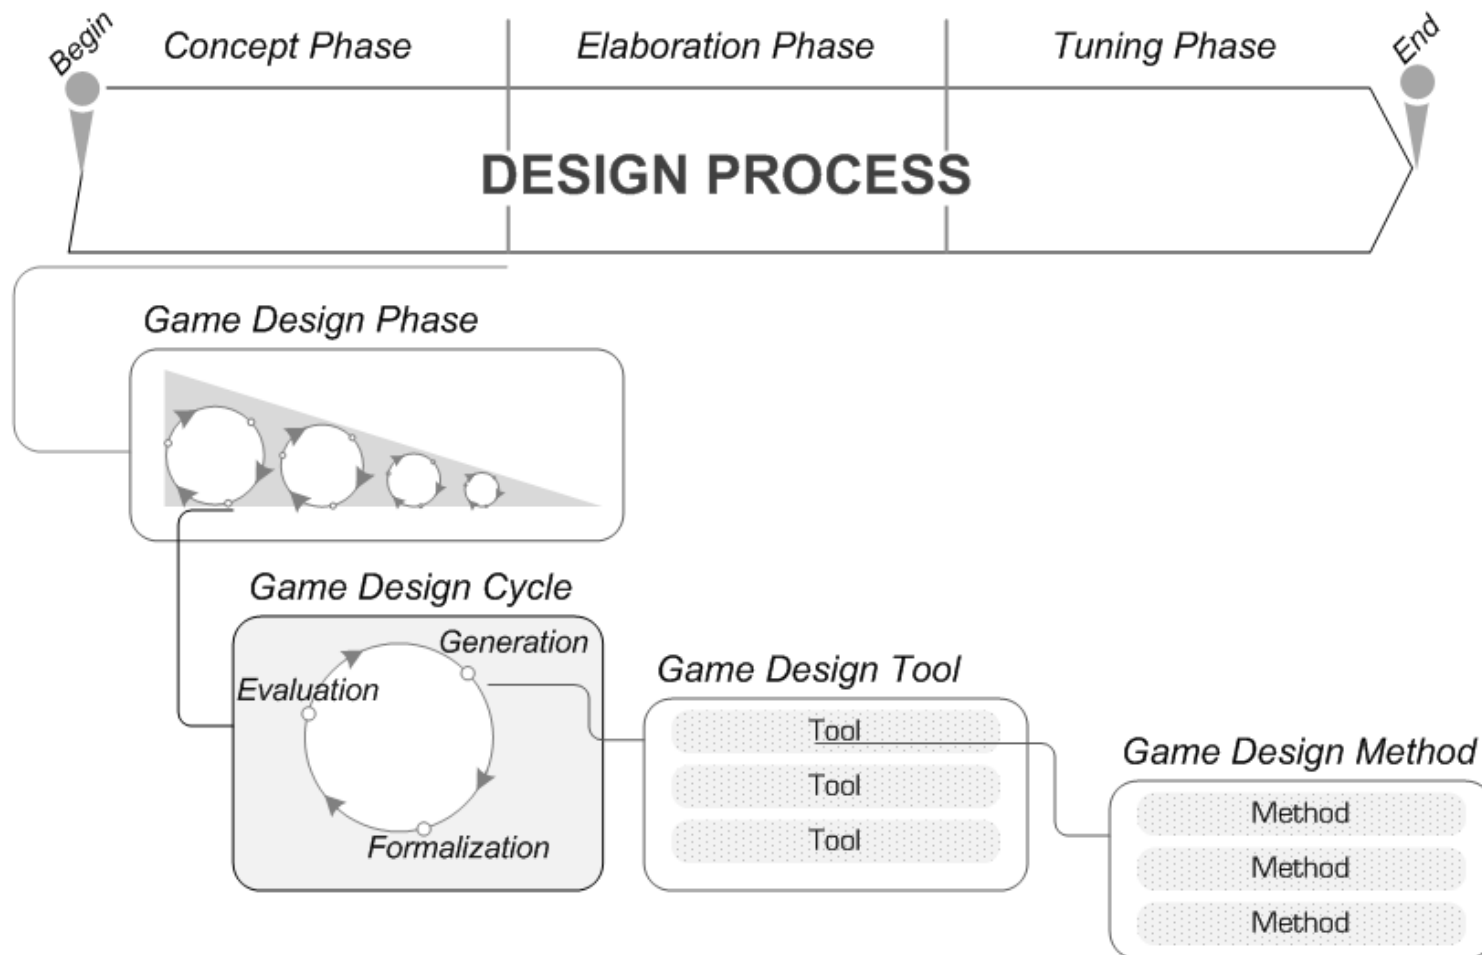 Begin
Concept Phase
Elaboration Phase
Tuning Phase
End
DESIGN PROCESS
Game Design Phase
Game Design Cycle
Generation
Evaluation
Formalization
Game Design Tool
Tool
Tool
Tool
Game Design Method
Method
Method
Method